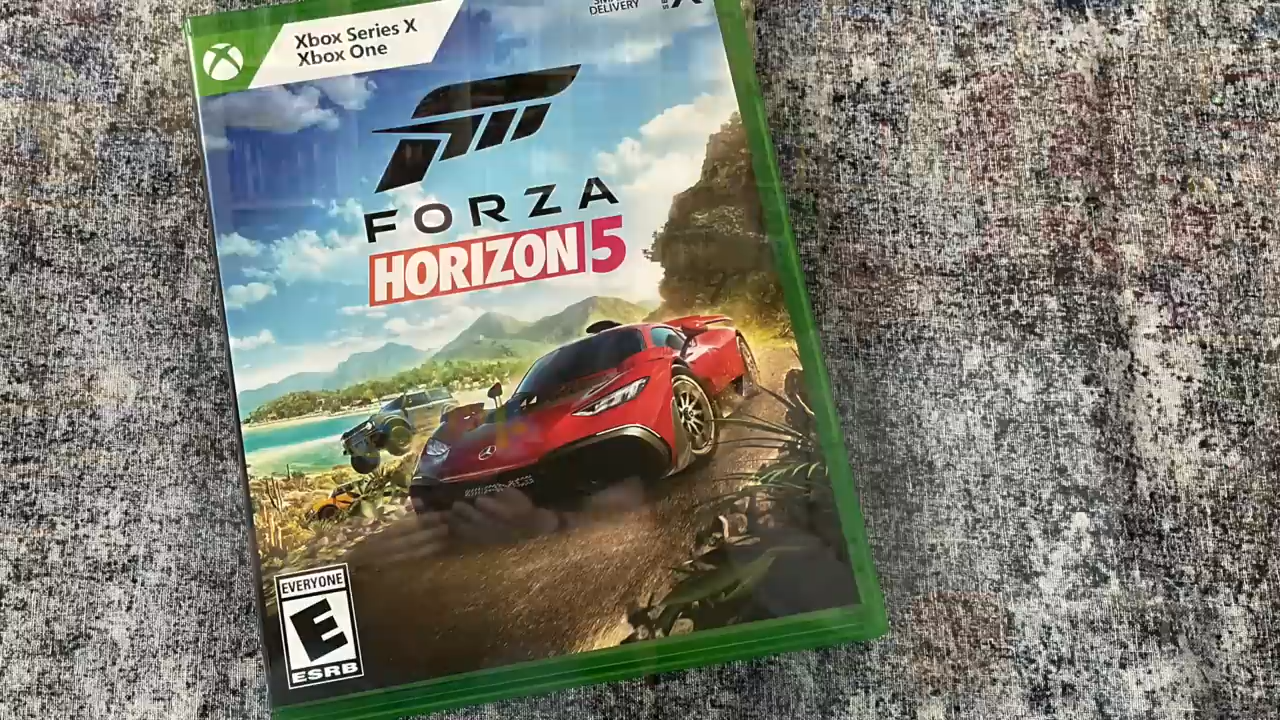 Xbox Series X
Xbox One
DELIVERY
X
FORZA
HORIZON 5
EVERYONE
E
ESRB